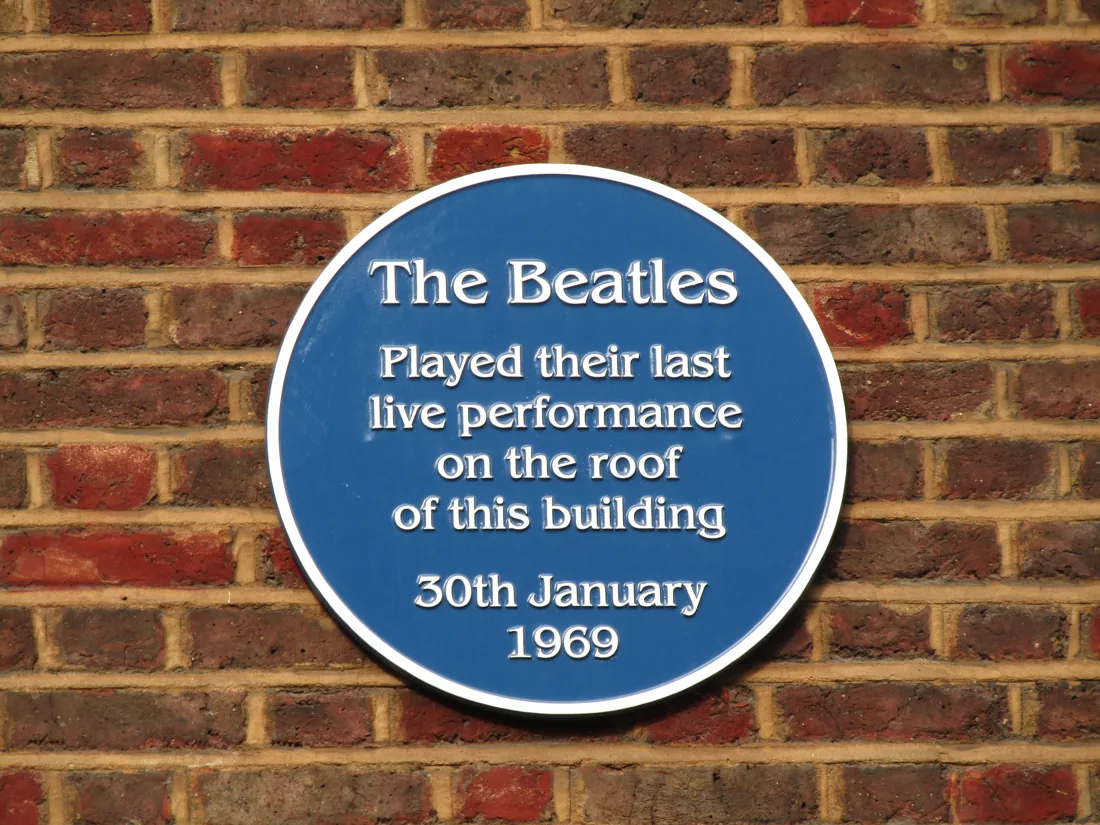 The Beatles
Played their last
live performance
on the roof
of this building
30th January
1969